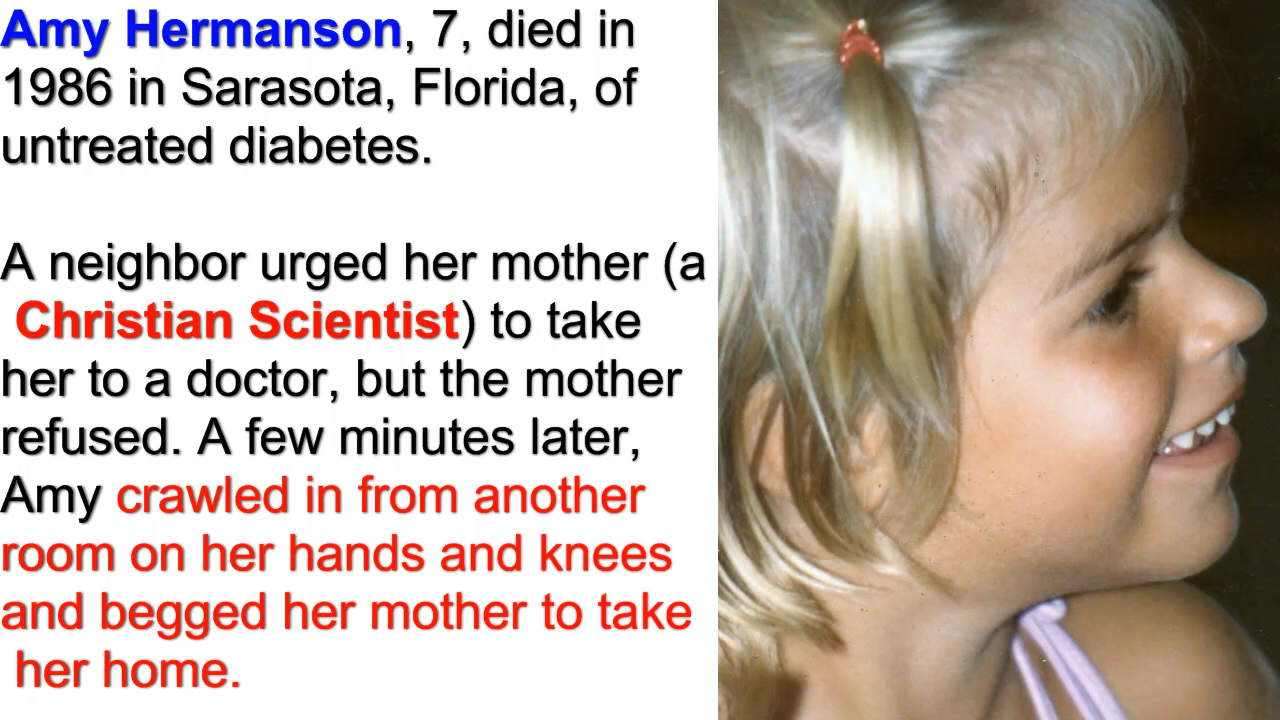 Amy Hermanson, 7, died in
1986 in Sarasota, Florida, of
untreated diabetes.
A neighbor urged her mother (a
Christian Scientist) to take
her to a doctor, but the mother
refused. A few minutes later,
Amy crawled in from another
room on her hands and knees
and begged her mother to take
her home.